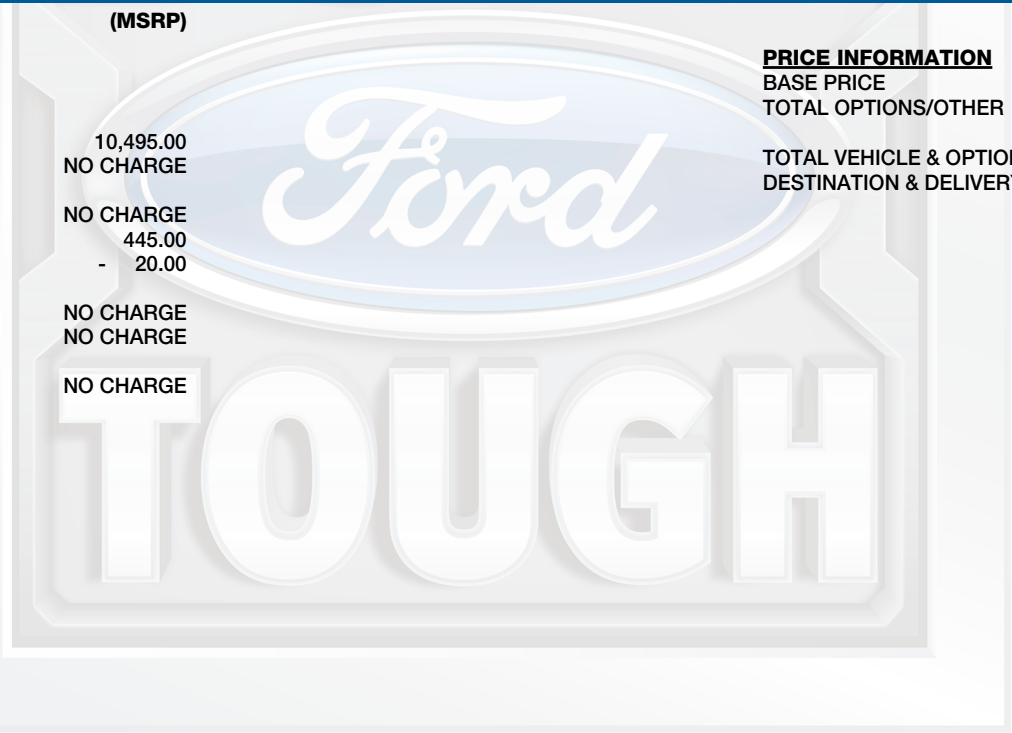 (MSRP)
10,495.00
NO CHARGE
NO CHARGE
445.00
- 20.00
NO CHARGE
NO CHARGE
NO CHARGE
PRICE INFORMATION
BASE PRICE
TOTAL OPTIONS/OTHER
TOTAL VEHICLE & OPTION
DESTINATION & DELIVERY
Ford
TOUGH